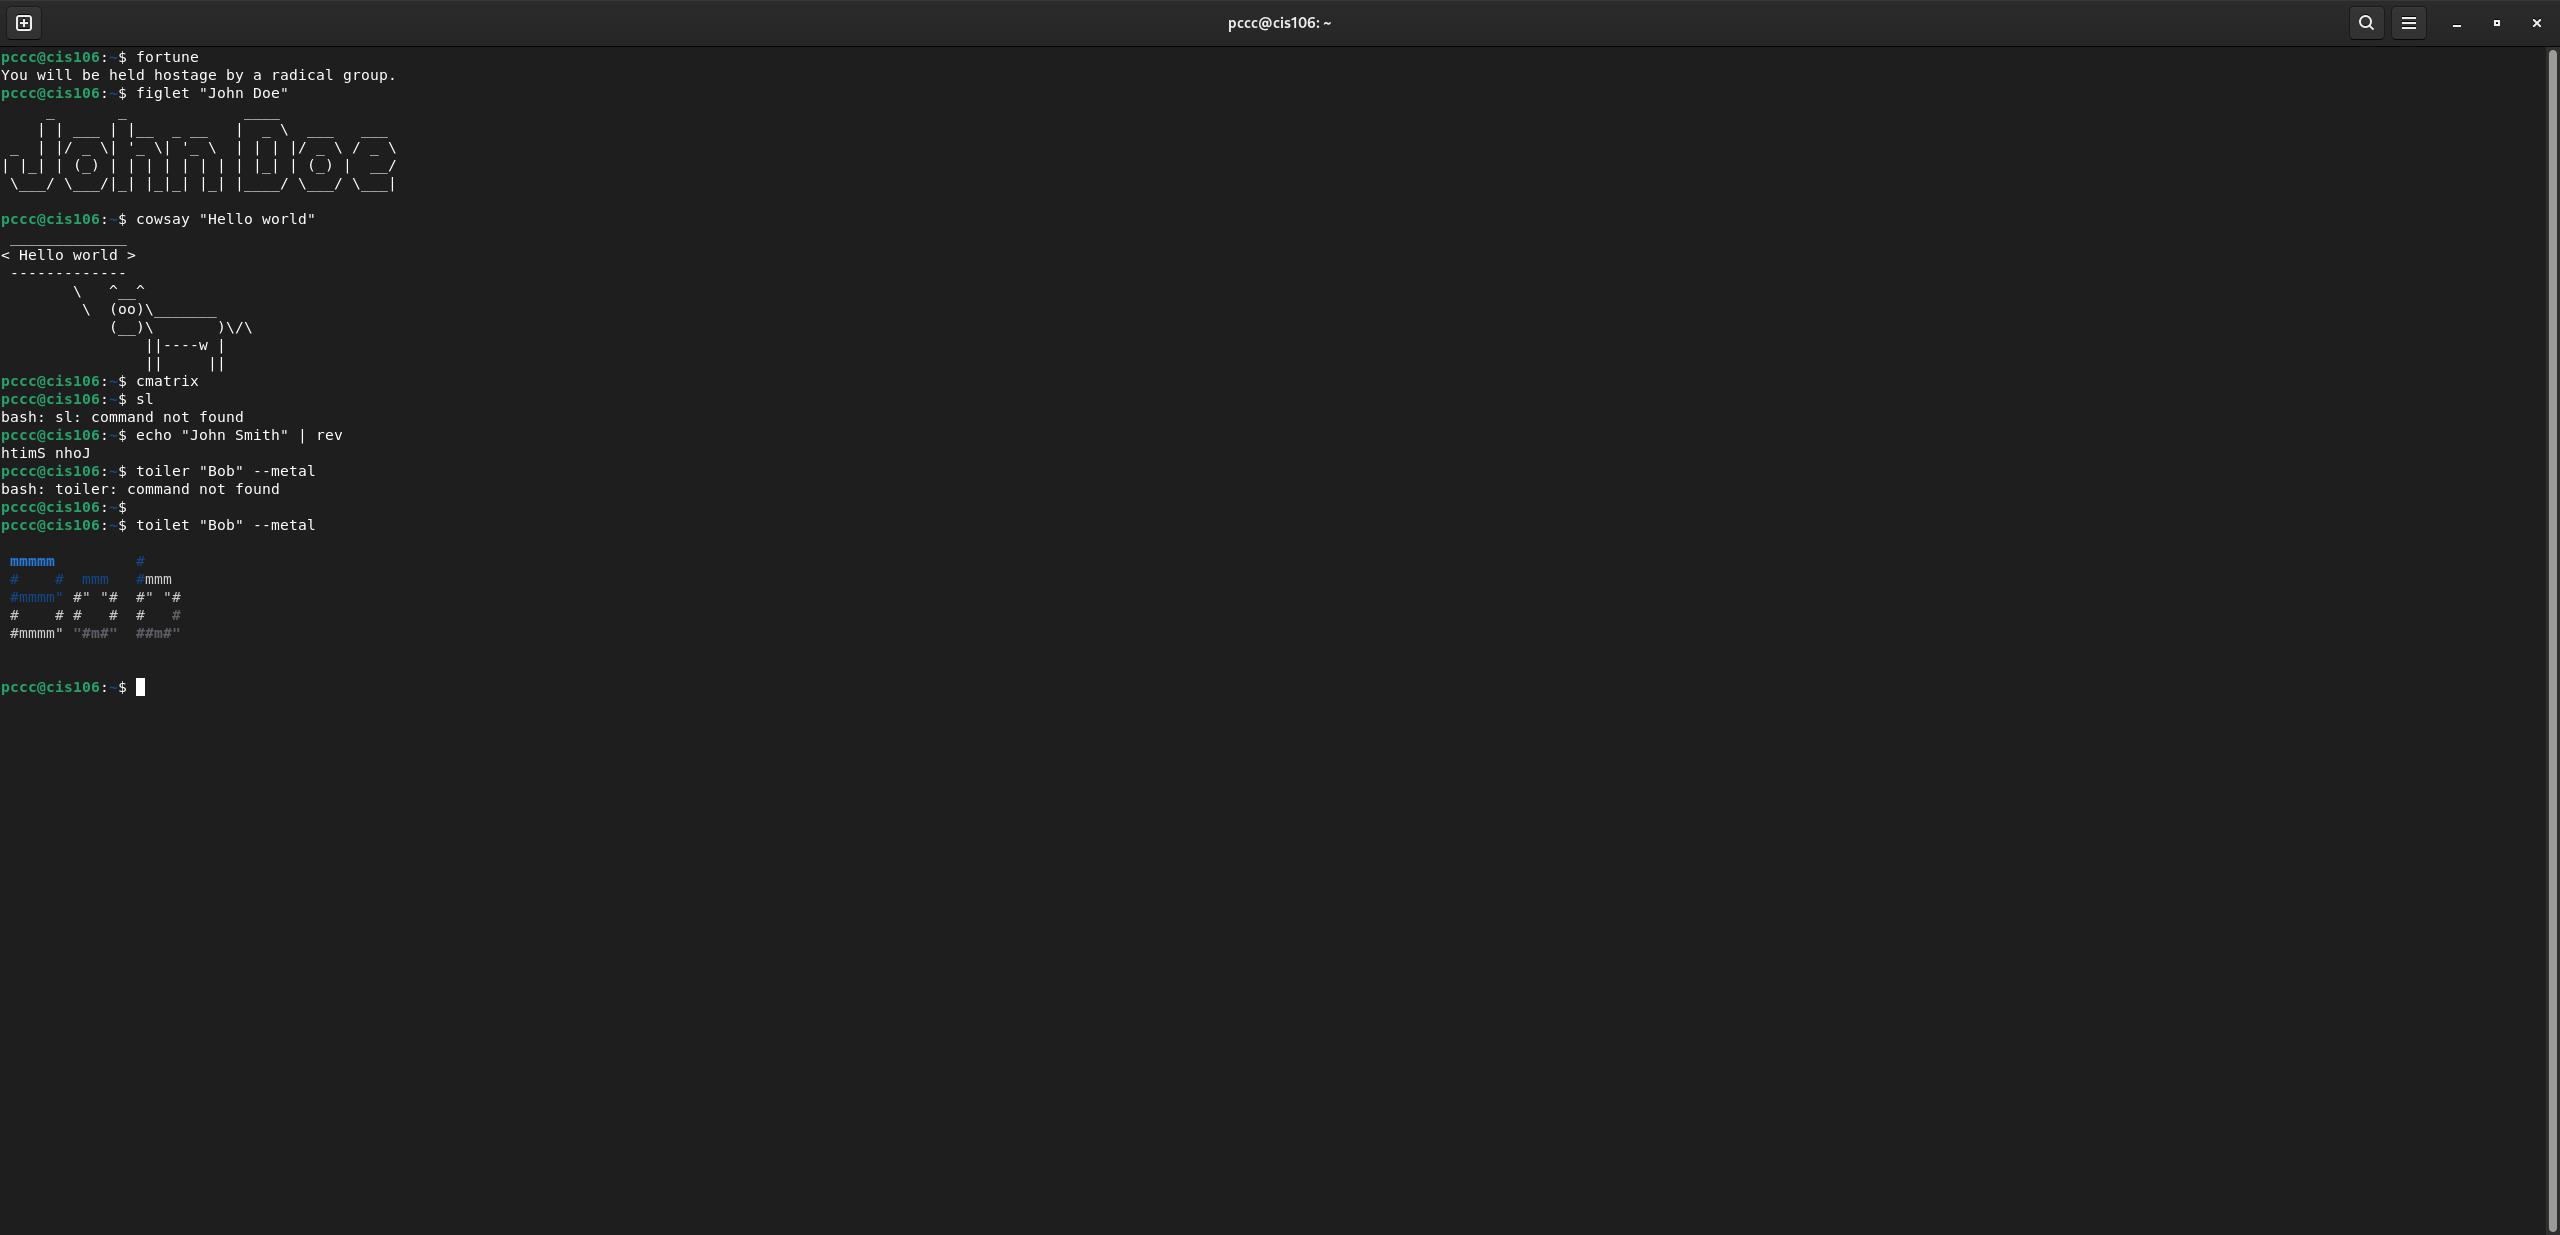 pccc@cis106: ~
pccc@cis106:~$ fortune
You will be held hostage by a radical group.
pccc@cis106:~$ figlet "John Doe"
     _       _             ____
    | | ___ | |__  _ __   |  _ \  ___   ___
 _  | |/ _ \| '_ \| '_ \  | | | |/ _ \ / _ \
| |_| | (_) | | | | | | | | |_| | (_) |  __/
 \___/ \___/|_| |_|_| |_| |____/ \___/ \___|
pccc@cis106:~$ cowsay "Hello world"
 _____________
< Hello world >
 -------------
        \   ^__^
         \  (oo)\_______
            (__)\       )\/\
                ||----w |
                ||     ||
pccc@cis106:~$ cmatrix
pccc@cis106:~$ sl
bash: sl: command not found
pccc@cis106:~$ echo "John Smith" | rev
htimS nhoJ
pccc@cis106:~$ toiler "Bob" --metal
bash: toiler: command not found
pccc@cis106:~$
pccc@cis106:~$ toilet "Bob" --metal
 mmmmm         #
 #    #  mmm   #mmm
 #mmmm" #" "#  #" "#
 #    # #   #  #   #
 #mmmm" "#m#"  ##m#"
pccc@cis106:~$